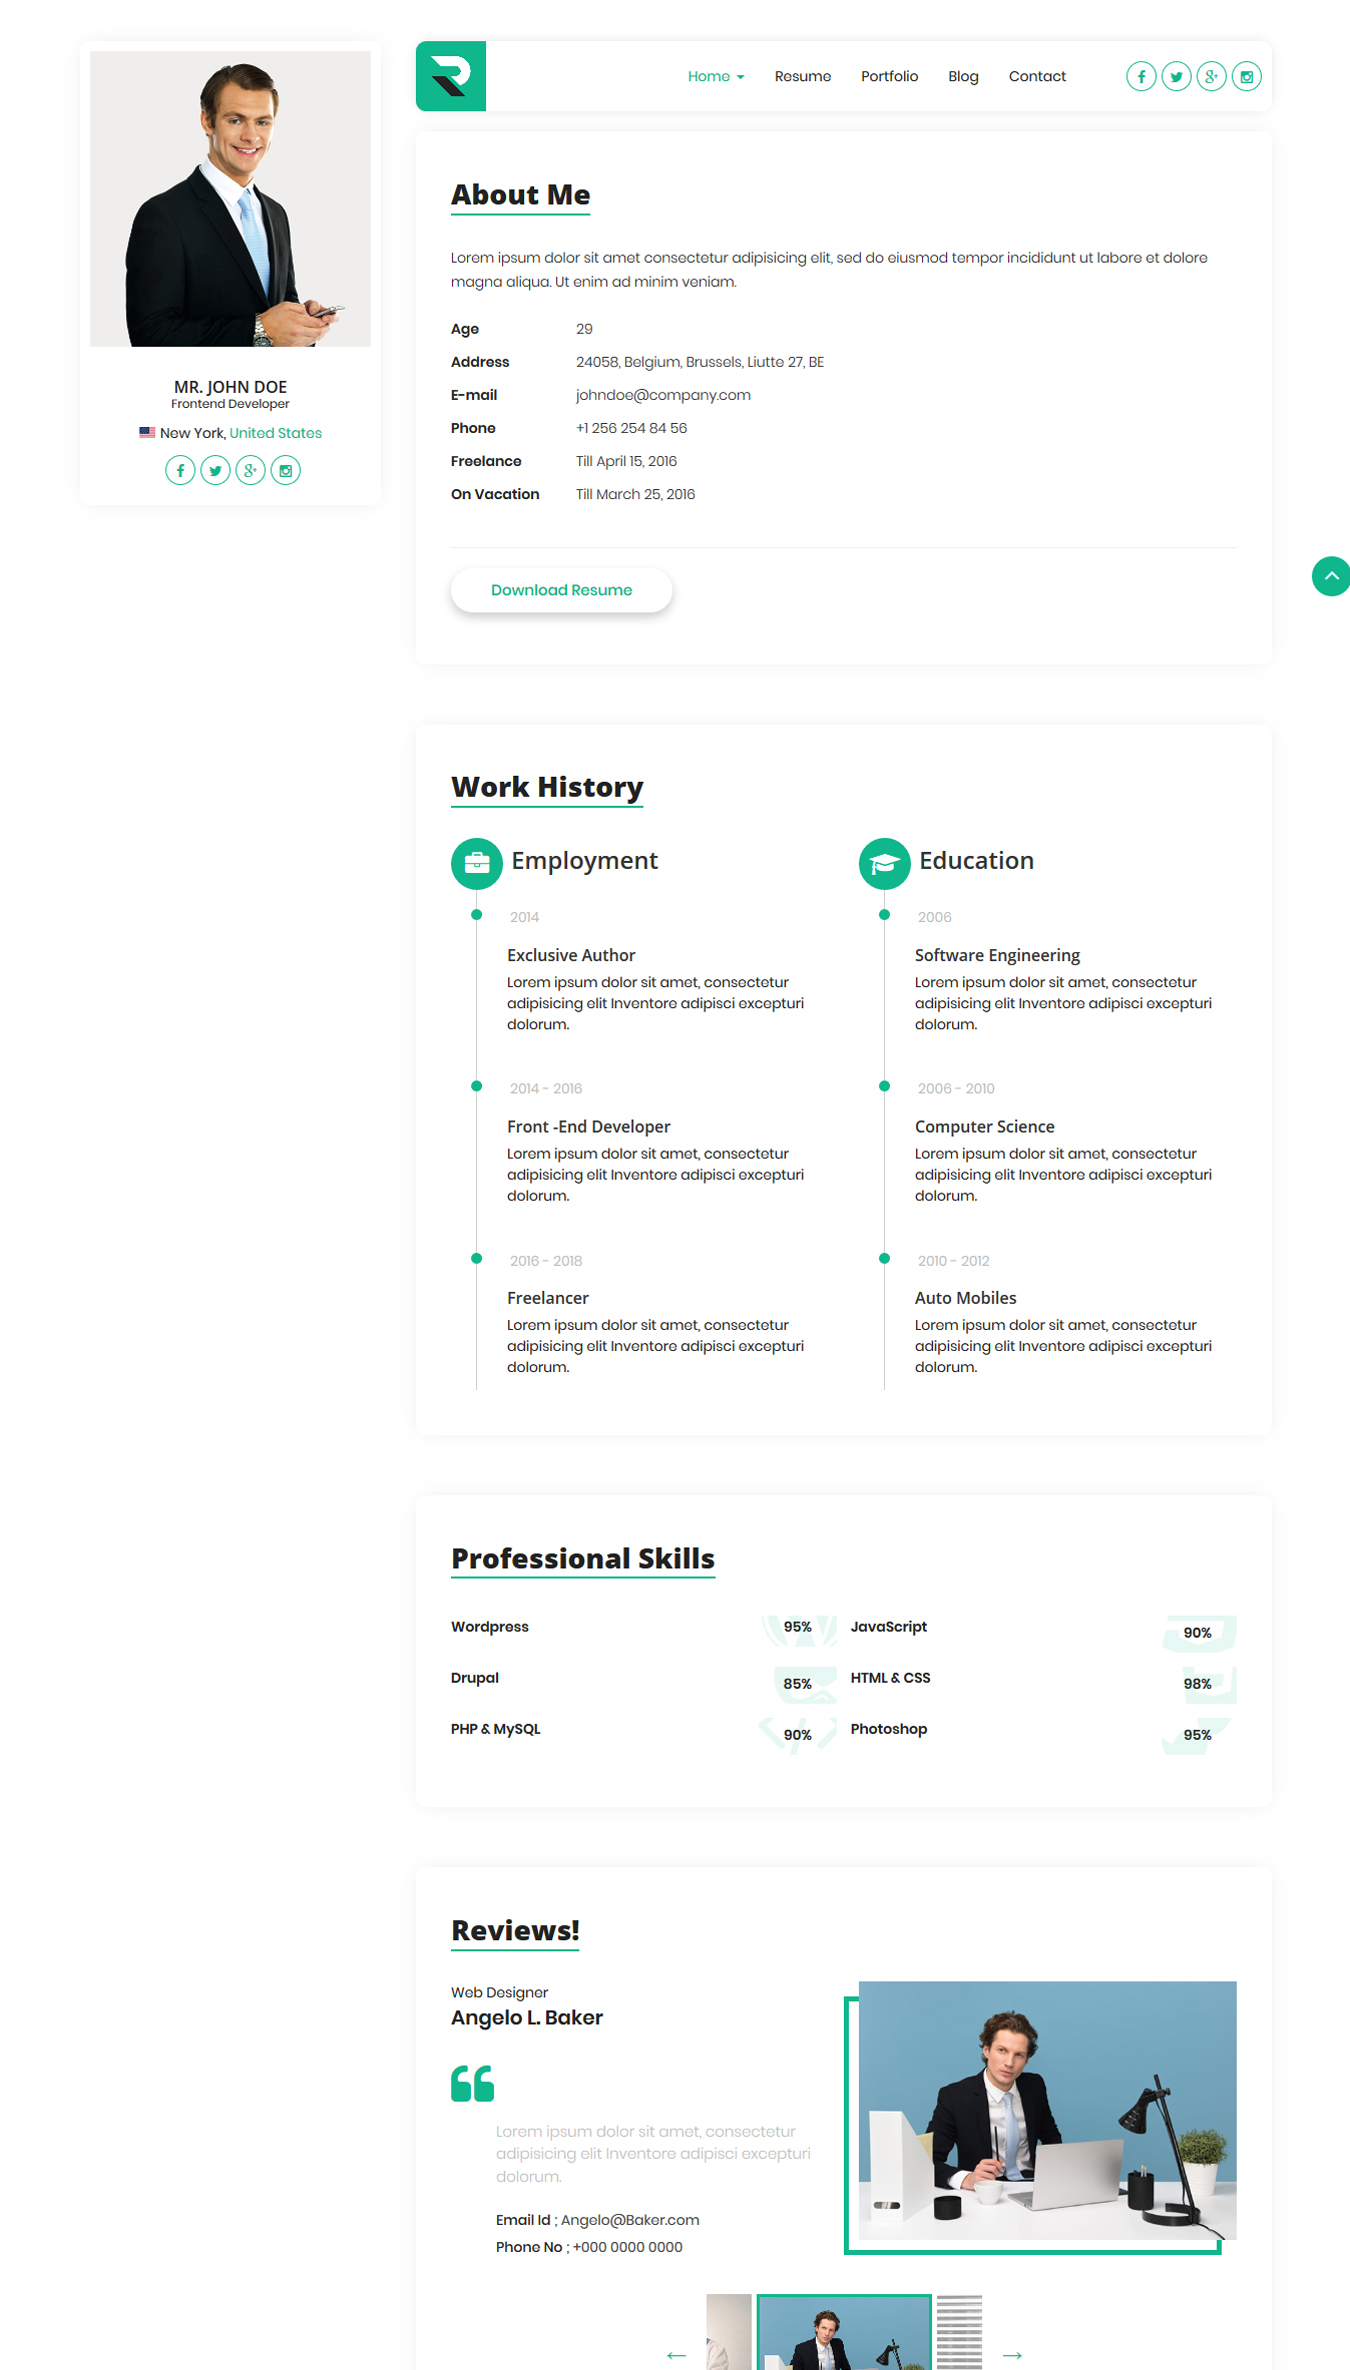 Home
Resume
Portfolio
Blog
Contact
MR. JOHN DOE
Frontend Developer
New York, United States
About Me
Lorem ipsum dolor sit amet consectetur adipisicing elit, sed do eiusmod tempor incididunt ut labore et dolore
magna aliqua. Ut enim ad minim veniam.
Age 29
Address 24058, Belgium, Brussels, Liutte 27, BE
E-mail johndoe@company.com
Phone +1 256 254 84 56
Freelance Till April 15, 2016
On Vacation Till March 25, 2016
Download Resume
Work History
Employment
2014
Exclusive Author
Lorem ipsum dolor sit amet, consectetur
adipisicing elit Inventore adipisci excepturi
dolorum.
2014 - 2016
Front -End Developer
Lorem ipsum dolor sit amet, consectetur
adipisicing elit Inventore adipisci excepturi
dolorum.
2016 - 2018
Freelancer
Lorem ipsum dolor sit amet, consectetur
adipisicing elit Inventore adipisci excepturi
dolorum.
Education
2006
Software Engineering
Lorem ipsum dolor sit amet, consectetur
adipisicing elit Inventore adipisci excepturi
dolorum.
2006 - 2010
Computer Science
Lorem ipsum dolor sit amet, consectetur
adipisicing elit Inventore adipisci excepturi
dolorum.
2010 - 2012
Auto Mobiles
Lorem ipsum dolor sit amet, consectetur
adipisicing elit Inventore adipisci excepturi
dolorum.
Professional Skills
Wordpress 95%
JavaScript 90%
Drupal 85%
HTML & CSS 98%
PHP & MySQL 90%
Photoshop 95%
Reviews!
Web Designer
Angelo L. Baker
Lorem ipsum dolor sit amet, consectetur
adipisicing elit Inventore adipisci excepturi
dolorum.
Email Id ; Angelo@Baker.com
Phone No ; +000 0000 0000